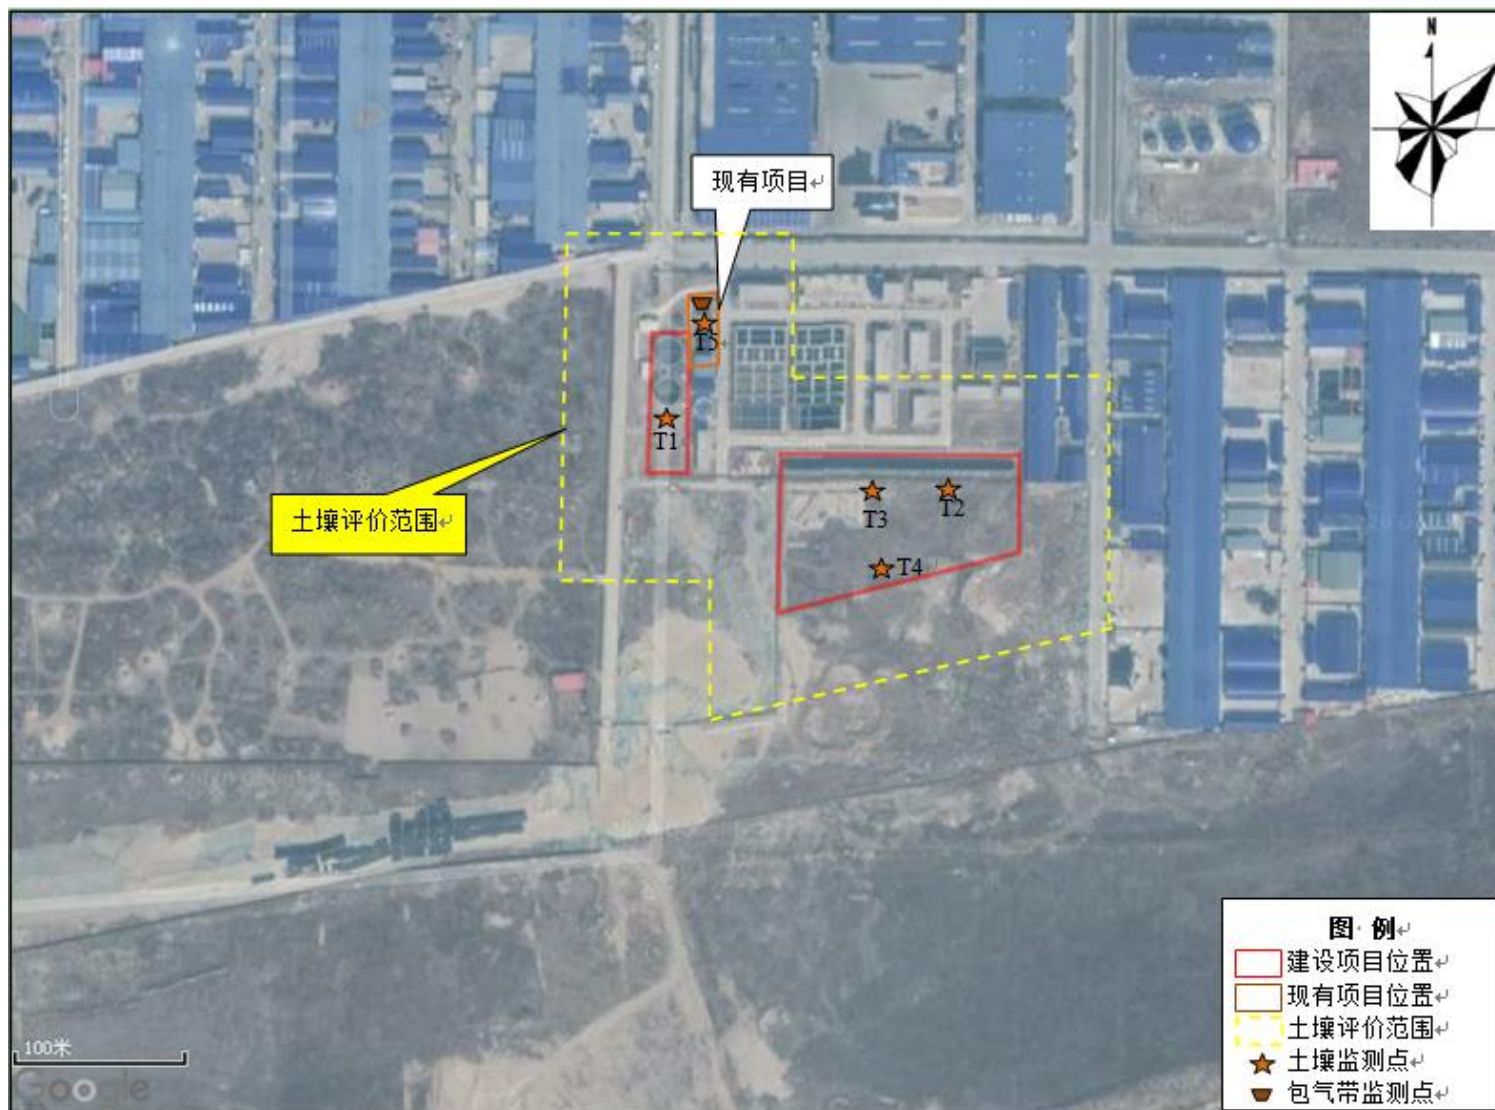 N
现有项目
T5
T1
土壤评价范围
T3
T2
T4
图 例
建设项目位置
现有项目位置
土壤评价范围
土壤监测点
包气带监测点
100米
Google